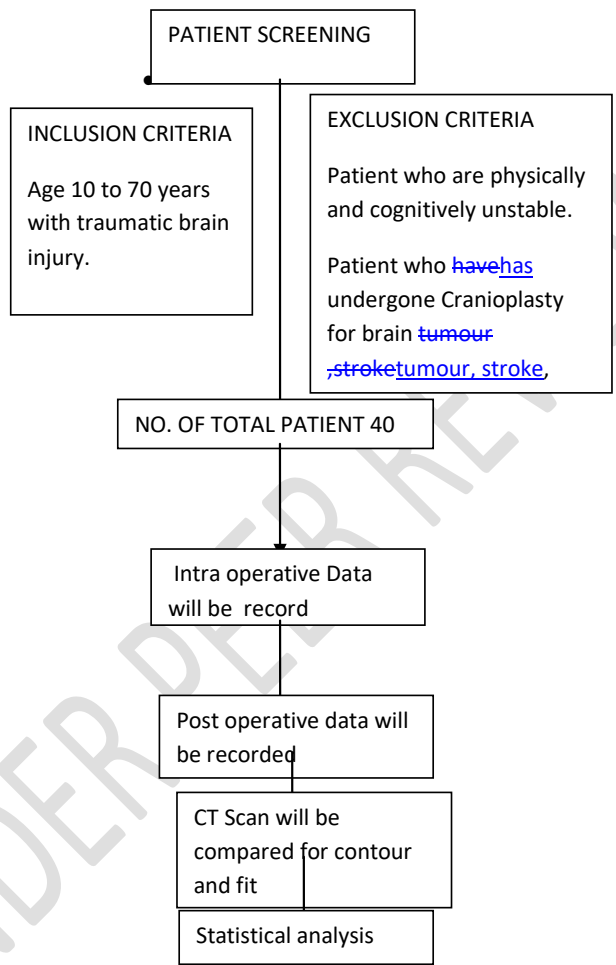 PATIENT SCREENING
INCLUSION CRITERIA
Age 10 to 70 years
with traumatic brain
injury.
EXCLUSION CRITERIA
Patient who are physically
and cognitively unstable.
Patient who havehas
undergone Cranioplasty
for brain tumour
,stroketumour, stroke,
NO. OF TOTAL PATIENT 40
Intra operative Data
will be record
Post operative data will
be recorded
CT Scan will be
compared for contour
and fit
Statistical analysis